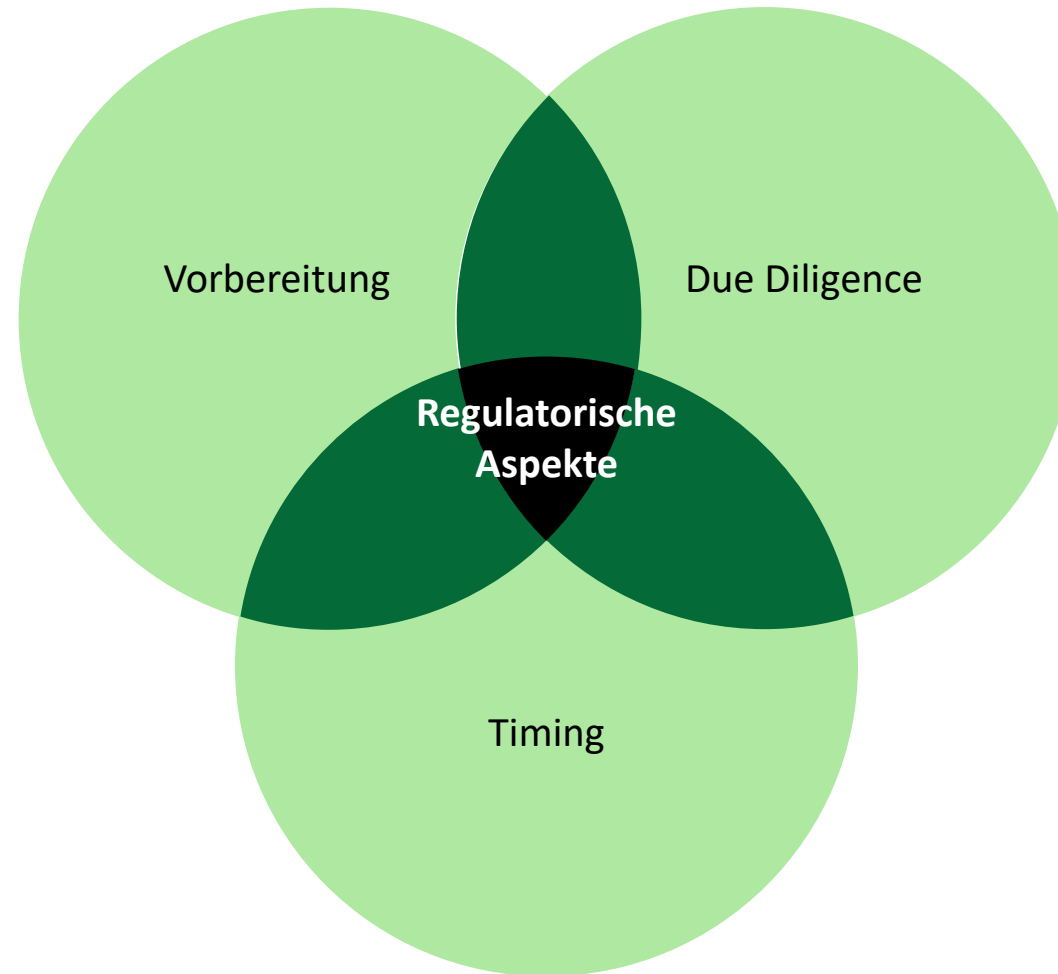 Vorbereitung
Due Diligence
Regulatorische
Aspekte
Timing